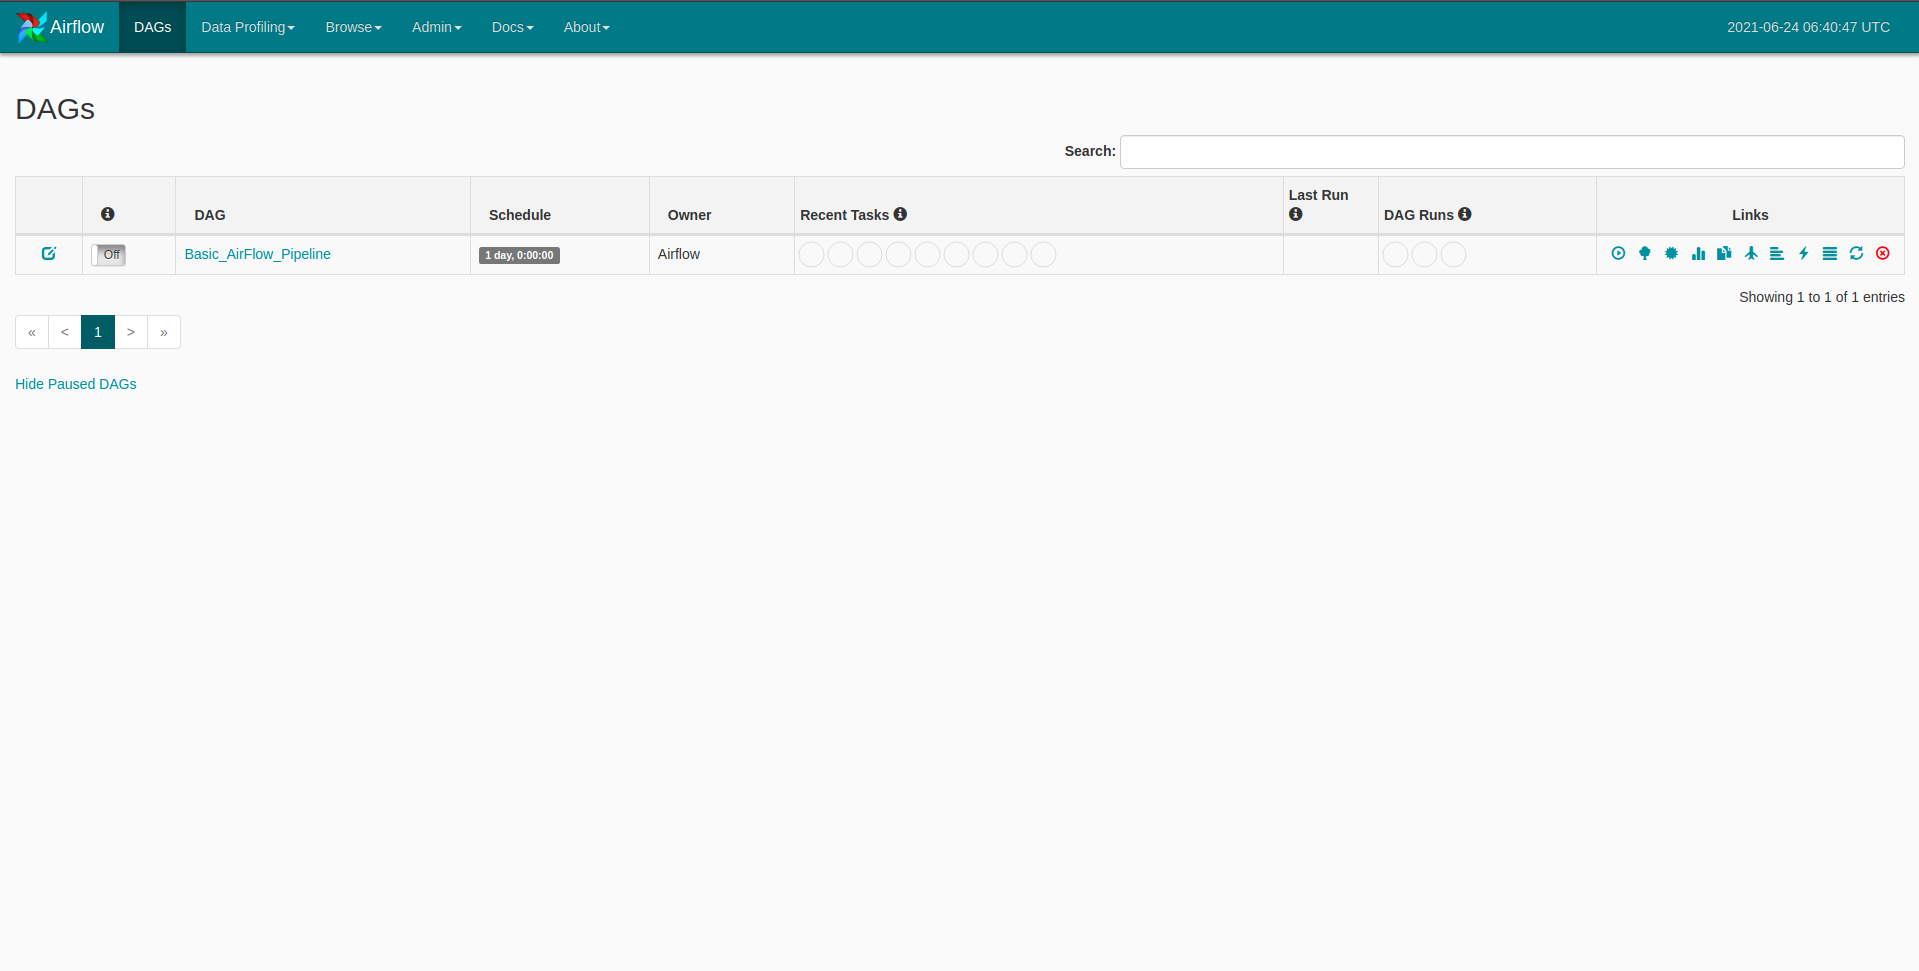 Airflow DAGs Data Profiling Browse Admin Docs About 2021-06-24 06:40:47 UTC
DAGs
Search:
DAG Schedule Owner Recent Tasks Last Run DAG Runs Links
Off Basic_AirFlow_Pipeline 1 day, 0:00:00 Airflow
Showing 1 to 1 of 1 entries
« < 1 > »
Hide Paused DAGs